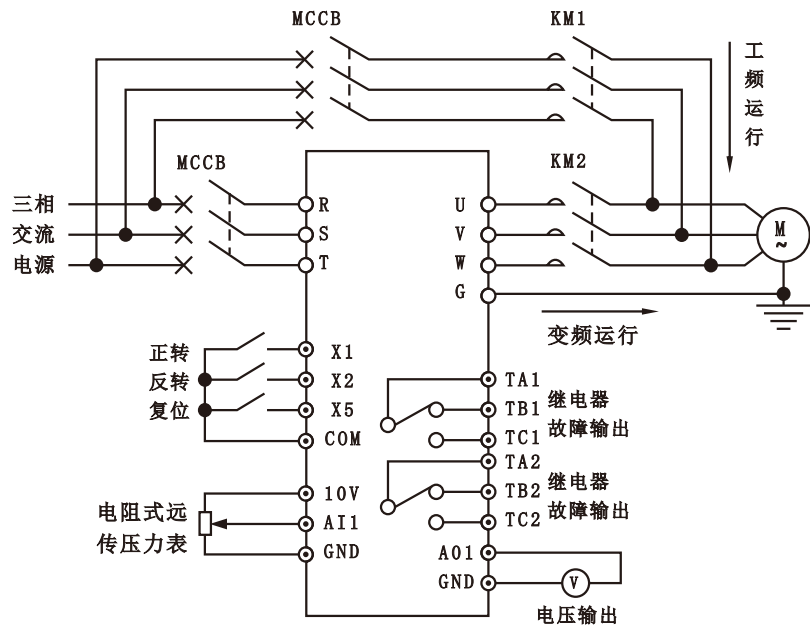 MCCB
KM1
工频运行
MCCB
KM2
三相
交流
电源
R
S
T
U
V
W
G
M
~
变频运行
正转
反转
复位
X1
X2
X5
COM
TA1
TB1
TC1
继电器
故障输出
TA2
TB2
TC2
继电器
故障输出
电阻式远
传压力表
10V
AI1
GND
AO1
GND
V
电压输出